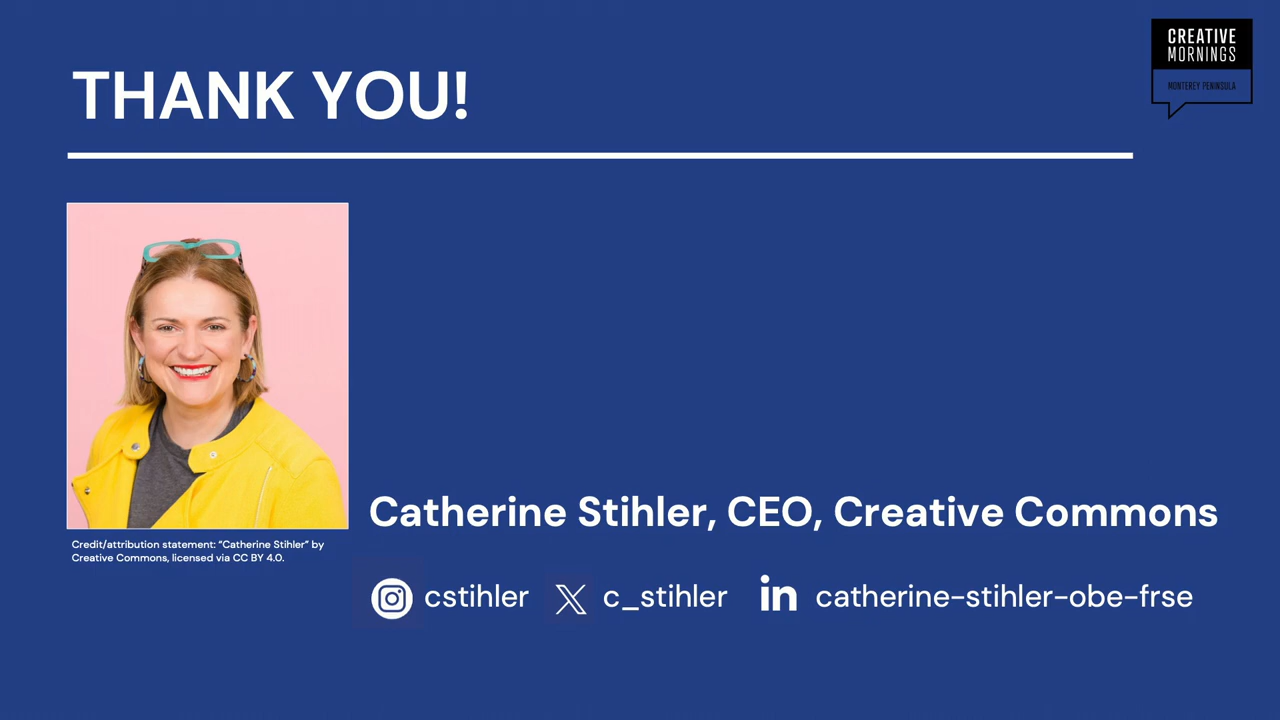 CREATIVE
MORNINGS
MONTEREY PENINSULA
THANK YOU!
Credit/attribution statement: “Catherine Stihler” by
Creative Commons, licensed via CC BY 4.0.
Catherine Stihler, CEO, Creative Commons
cstihler c_stihler in catherine-stihler-obe-frse